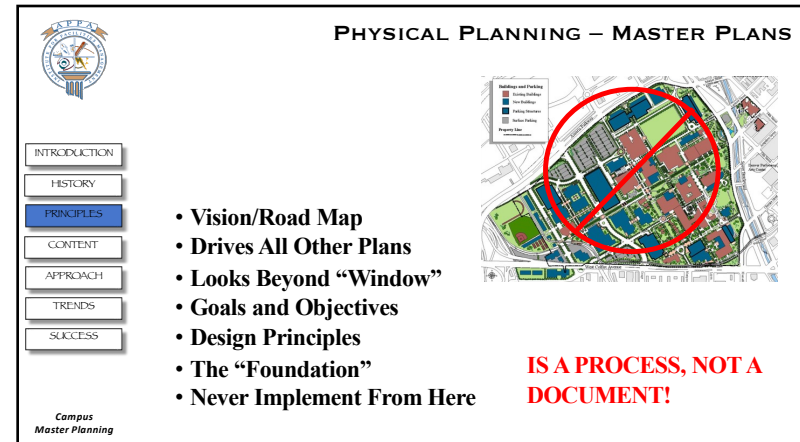 APPA
PHYSICAL PLANNING – MASTER PLANS
Buildings and Parking
Existing Buildings
New Buildings
Parking Structures
Surface Parking
Property Line
INTRODUCTION
HISTORY
PRINCIPLES
CONTENT
APPROACH
TRENDS
SUCCESS
• Vision/Road Map
• Drives All Other Plans
• Looks Beyond “Window”
• Goals and Objectives
• Design Principles
• The “Foundation”
• Never Implement From Here
IS A PROCESS, NOT A
DOCUMENT!
Campus
Master Planning